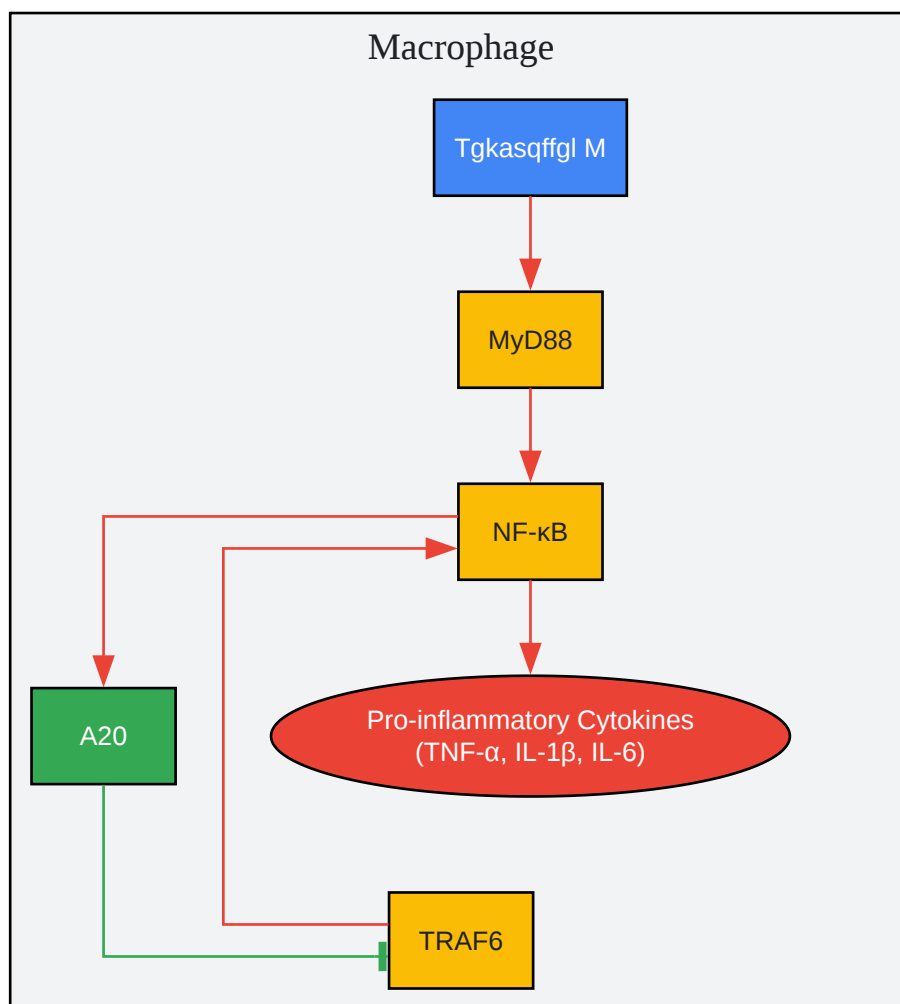 Macrophage
Tgkasqffgl M
MyD88
NF-κB
A20
Pro-inflammatory Cytokines
(TNF-α, IL-1β, IL-6)
TRAF6